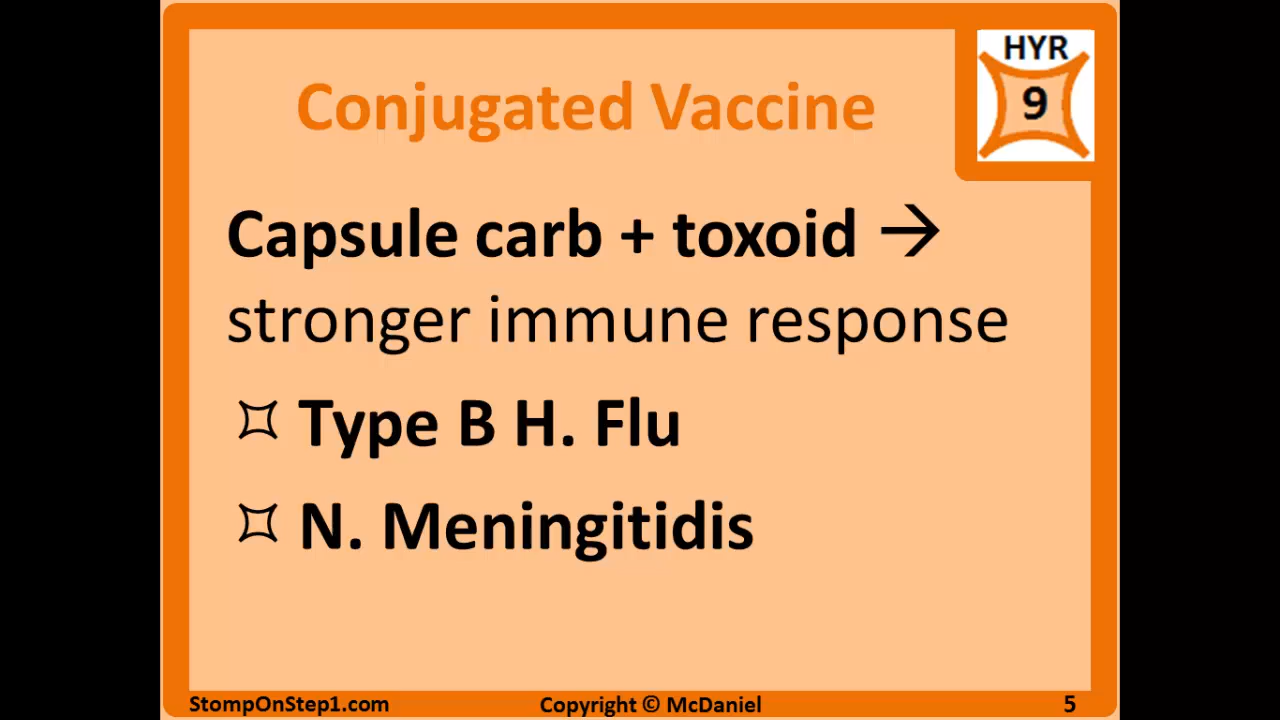 HYR
9
Conjugated Vaccine
Capsule carb + toxoid →
stronger immune response
Type B H. Flu
N. Meningitidis
StompOnStep1.com
Copyright © McDaniel
5